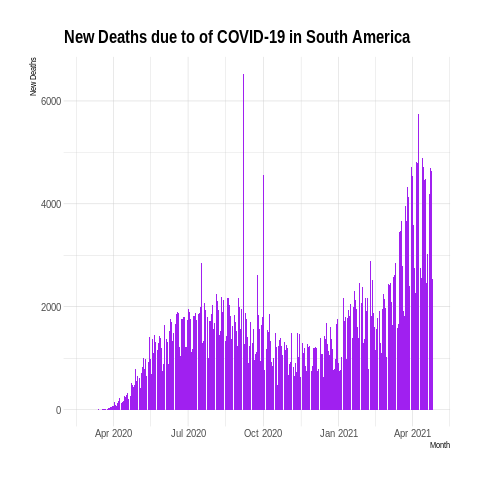 New Deaths due to of COVID-19 in South America
New Deaths
6000
4000
2000
0
Apr 2020 Jul 2020 Oct 2020 Jan 2021 Apr 2021
Month